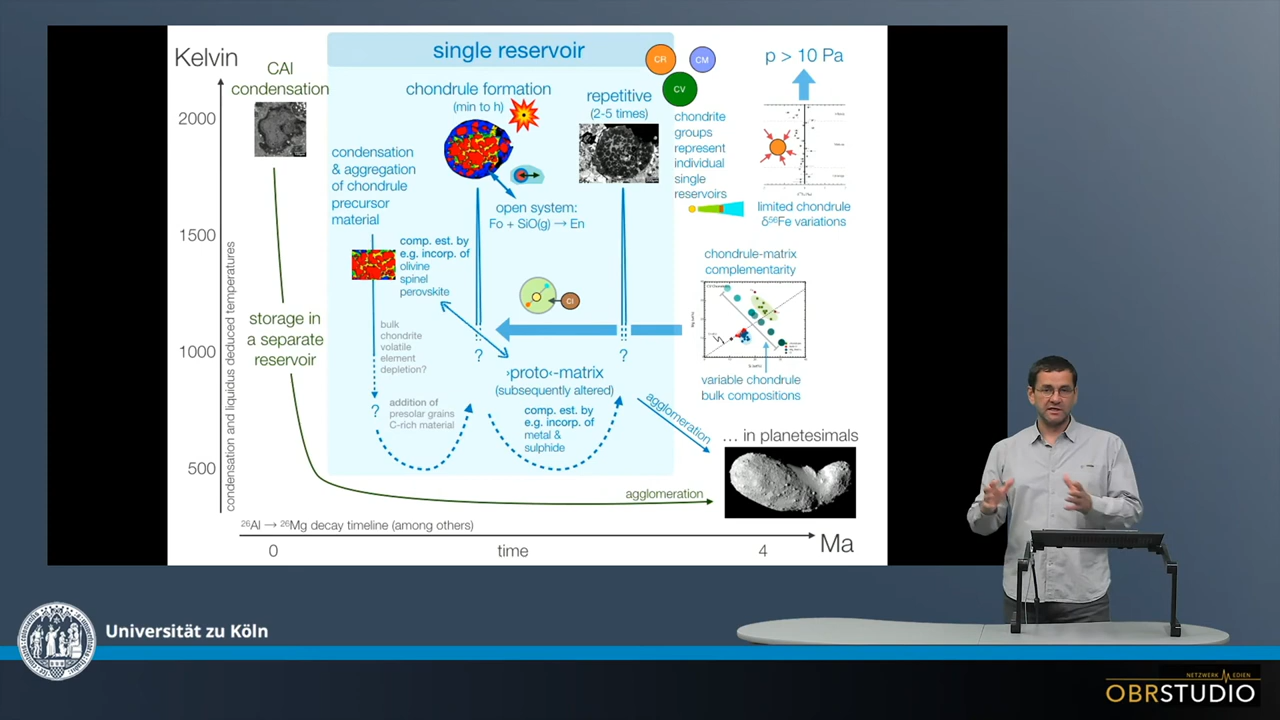 Kelvin
2000
1500
1000
500
condensation and liquidus deduced temperatures
CAI
condensation
storage in
a separate
reservoir
single reservoir
condensation
& aggregation
of chondrule
precursor
material
chondrule formation
(min to h)
open system:
Fo + SiO(g) → En
repetitive
(2-5 times)
CR
CM
CV
chondrite
groups
represent
individual
single
reservoirs
p > 10 Pa
limited chondrule
δ⁵⁶Fe variations
comp. est. by
e.g. incorp. of
olivine
spinel
perovskite
CI
bulk
chondrite
volatile
element
depletion?
?
addition of
presolar grains
C-rich material
?
?
›proto‹-matrix
(subsequently altered)
comp. est. by
e.g. incorp. of
metal &
sulphide
chondrule-matrix
complementarity
variable chondrule
bulk compositions
agglomeration
... in planetesimals
agglomeration
²⁶Al → ²⁶Mg decay timeline (among others)
0
time
4
Ma
Universität zu Köln
NETZWERK MEDIEN
OBRSTUDIO